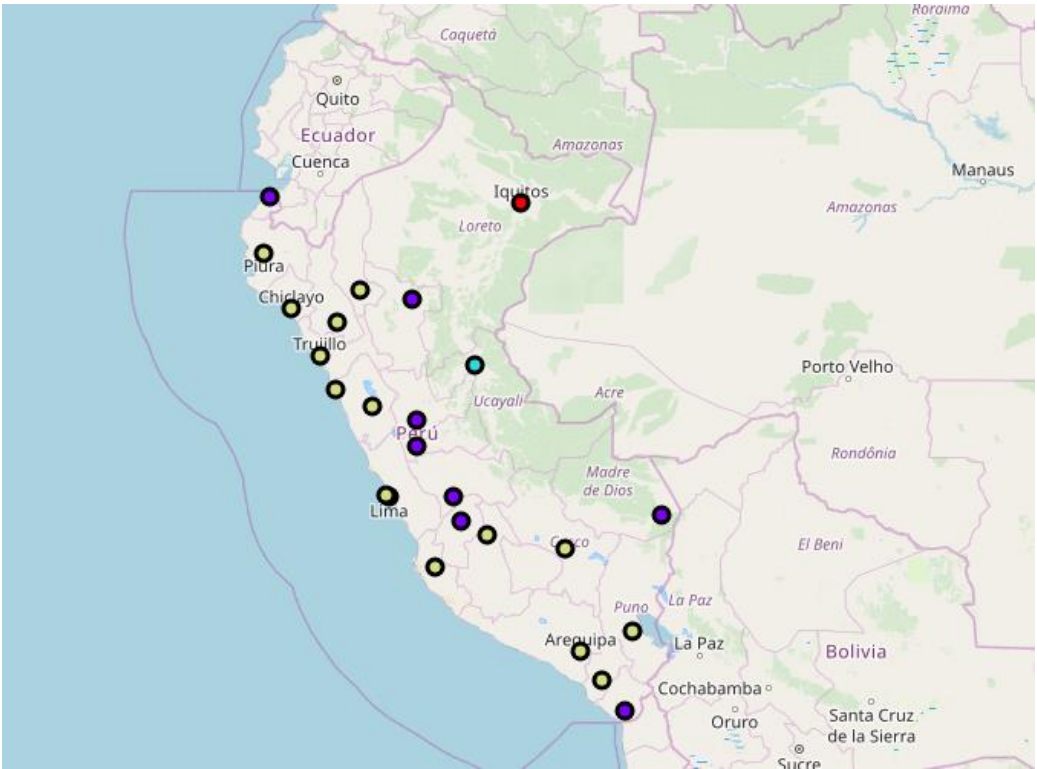 Roraima
Caquetá
Quito
Ecuador
Amazonas
Cuenca
Manaus
Iquitos
Amazonas
Loreto
Piura
Chiclayo
Trujillo
Porto Velho
Acre
Ucayali
Perú
Rondônia
Madre
de Dios
Lima
Cusco
El Beni
Puno
La Paz
Arequipa
La Paz
Bolivia
Cochabamba
Santa Cruz
de la Sierra
Oruro
Sucre